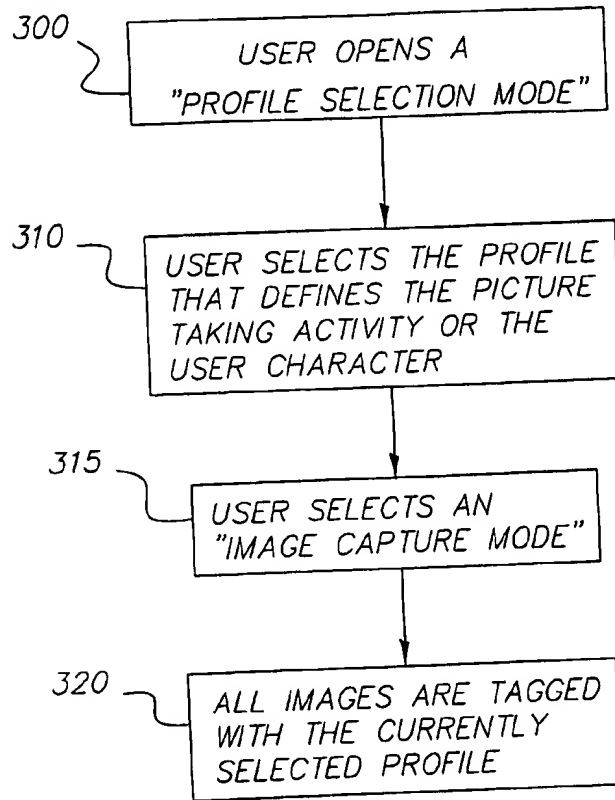 300
USER OPENS A
"PROFILE SELECTION MODE"
310
USER SELECTS THE PROFILE
THAT DEFINES THE PICTURE
TAKING ACTIVITY OR THE
USER CHARACTER
315
USER SELECTS AN
"IMAGE CAPTURE MODE"
320
ALL IMAGES ARE TAGGED
WITH THE CURRENTLY
SELECTED PROFILE